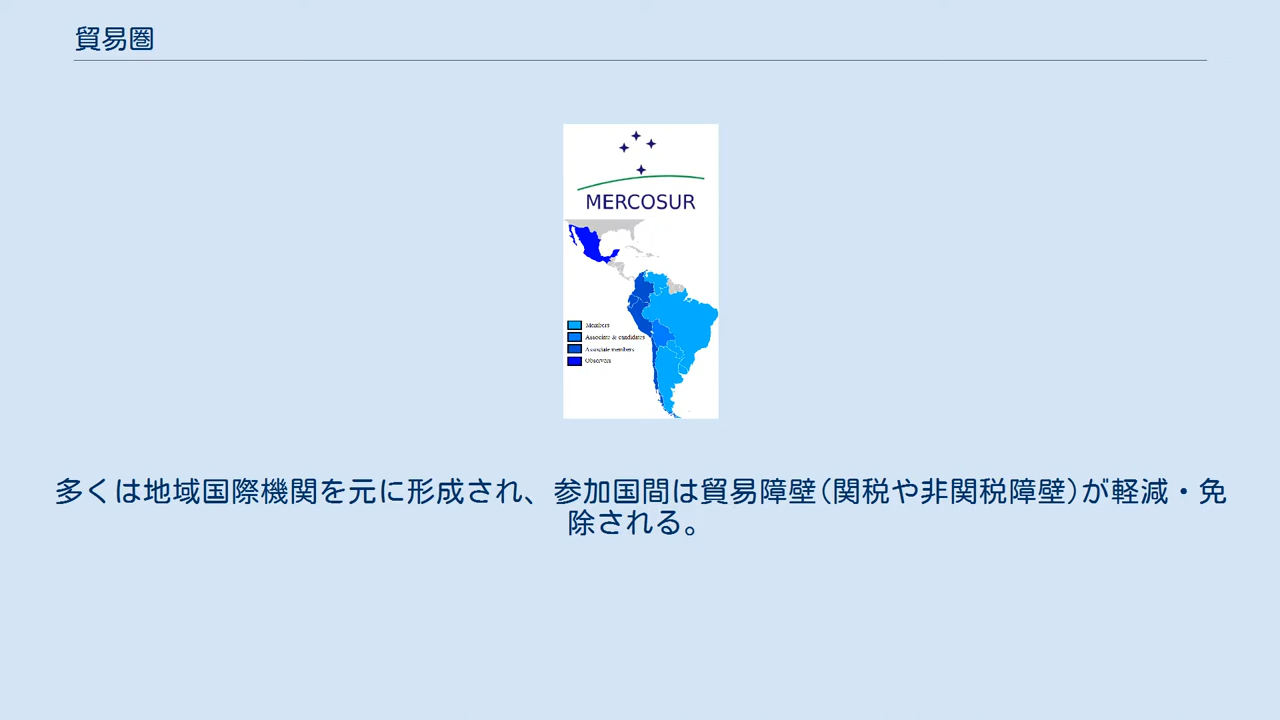 貿易圏
MERCOSUR
Members
Associate & candidates
Associate members
Observers
多くは地域国際機関を元に形成され、参加国間は貿易障壁(関税や非関税障壁)が軽減・免
除される。